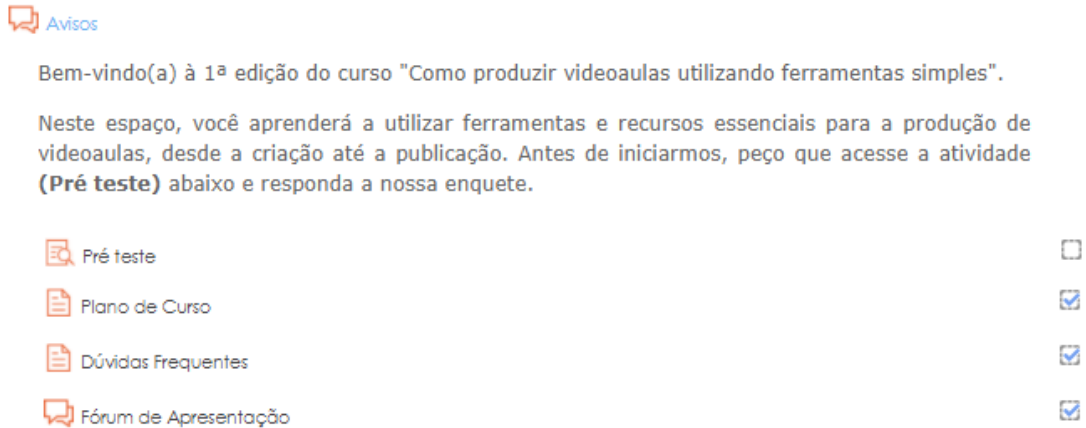 Avisos
Bem-vindo(a) à 1ª edição do curso "Como produzir videoaulas utilizando ferramentas simples".
Neste espaço, você aprenderá a utilizar ferramentas e recursos essenciais para a produção de
videoaulas, desde a criação até a publicação. Antes de iniciarmos, peço que acesse a atividade
(Pré teste) abaixo e responda a nossa enquete.
Pré teste
Plano de Curso
Dúvidas Frequentes
Fórum de Apresentação